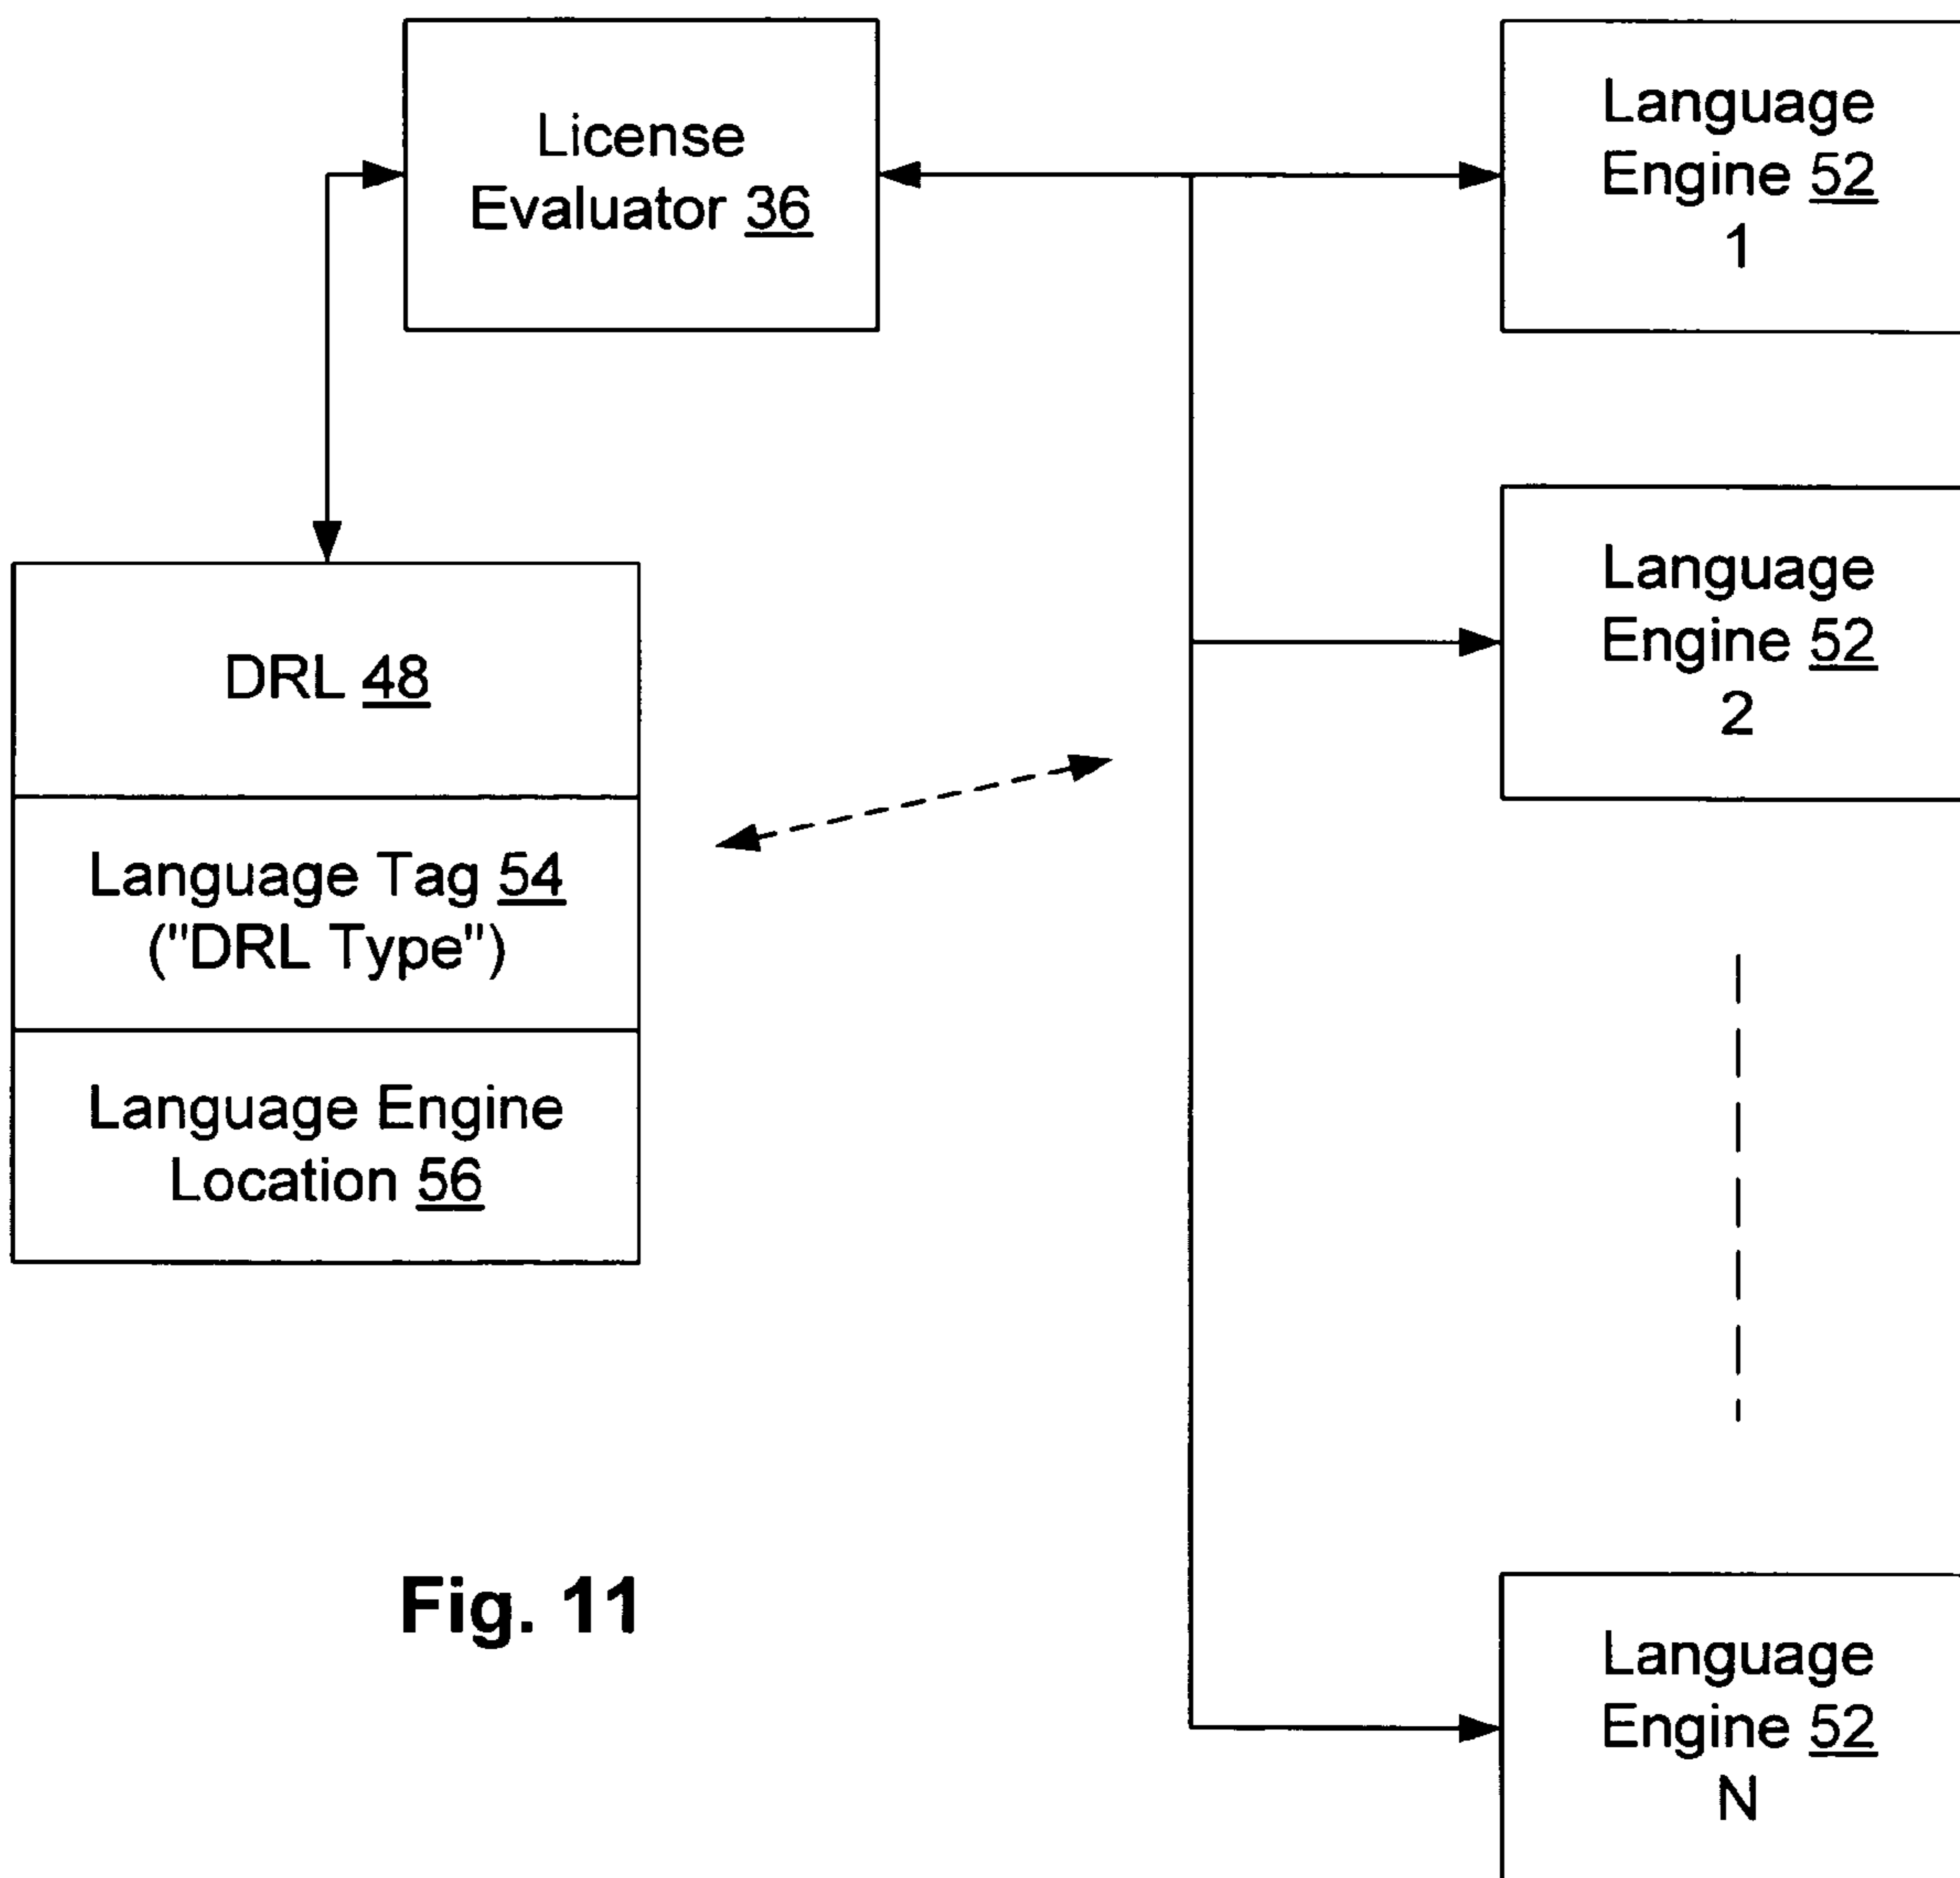 License
Evaluator 36
Language
Engine 52
1
Language
Engine 52
2
DRL 48
Language Tag 54
("DRL Type")
Language Engine
Location 56
Fig. 11
Language
Engine 52
N